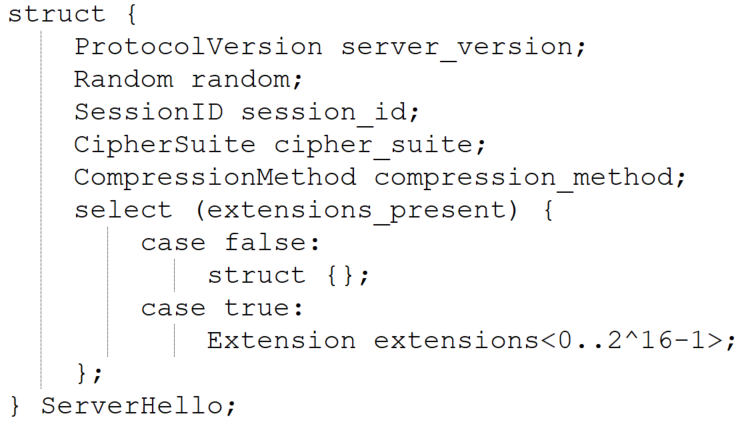 struct {
    ProtocolVersion server_version;
    Random random;
    SessionID session_id;
    CipherSuite cipher_suite;
    CompressionMethod compression_method;
    select (extensions_present) {
        case false:
            struct {};
        case true:
            Extension extensions<0..2^16-1>;
    };
} ServerHello;